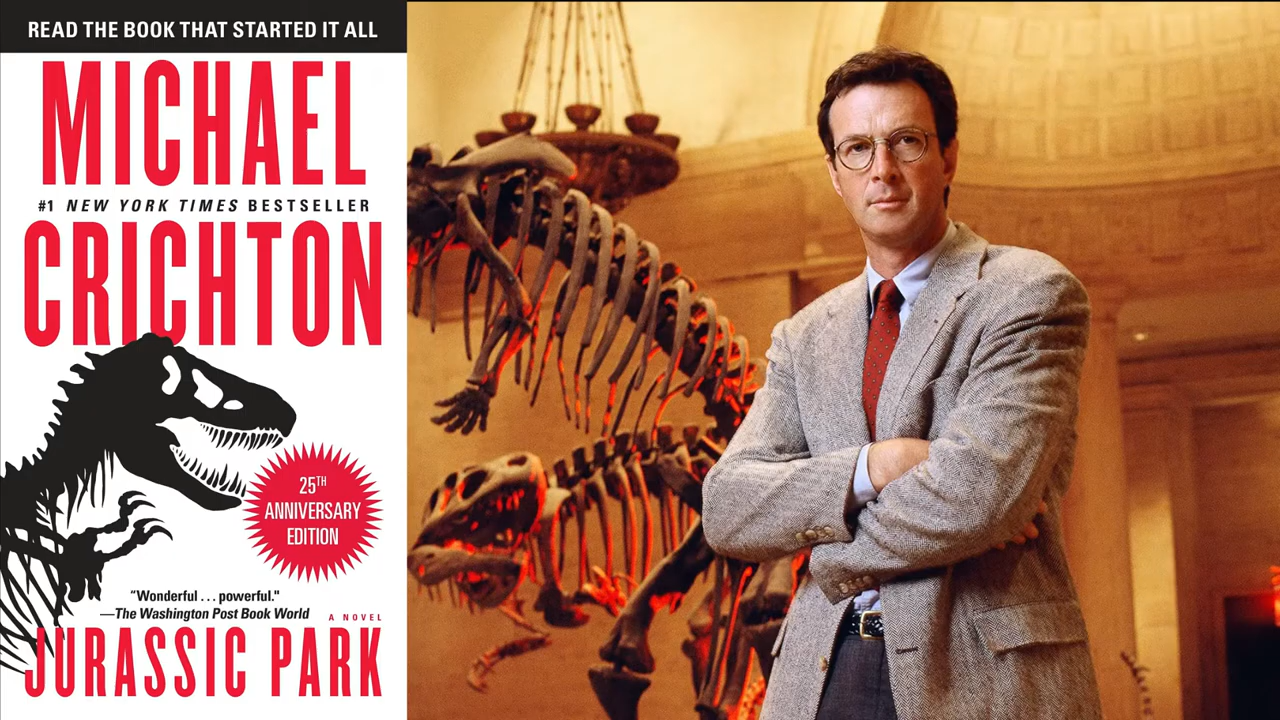 READ THE BOOK THAT STARTED IT ALL
MICHAEL
#1 NEW YORK TIMES BESTSELLER
CRICHTON
25TH
ANNIVERSARY
EDITION
"Wonderful . . . powerful."
—The Washington Post Book World
A NOVEL
JURASSIC PARK